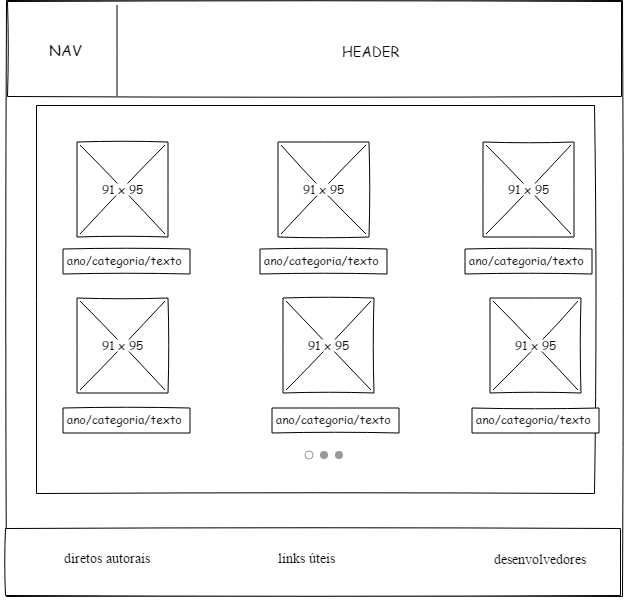 NAV
HEADER
91 x 95
91 x 95
91 x 95
ano/categoria/texto
ano/categoria/texto
ano/categoria/texto
91 x 95
91 x 95
91 x 95
ano/categoria/texto
ano/categoria/texto
ano/categoria/texto
diretos autorais
links úteis
desenvolvedores